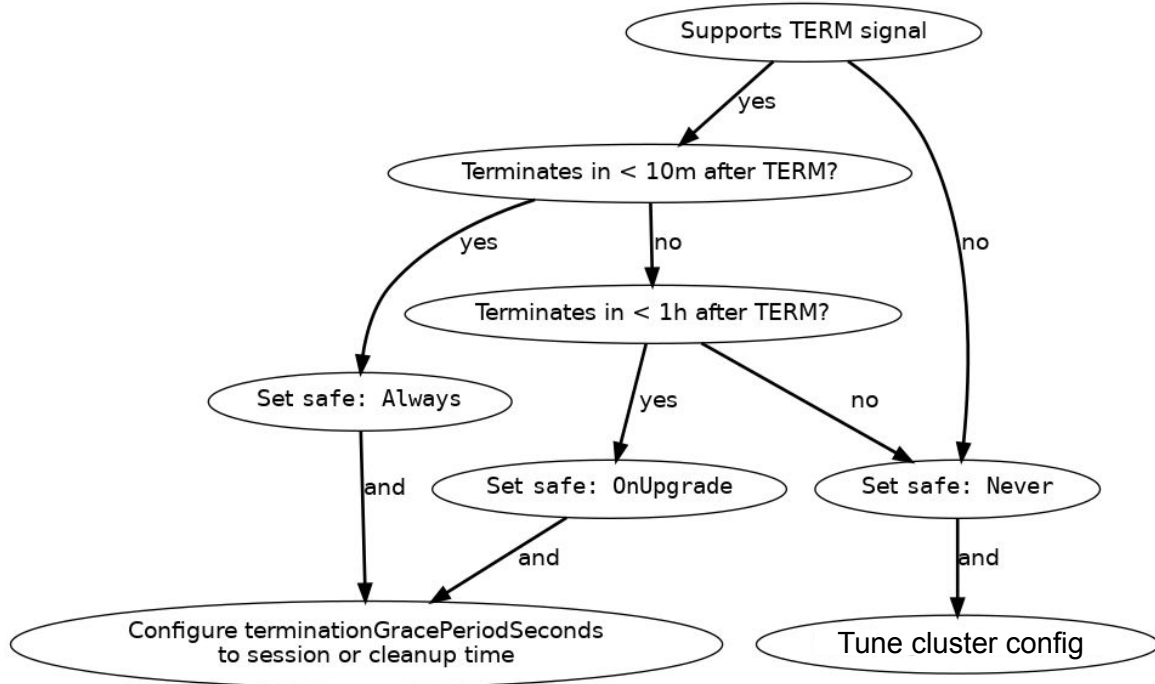 Supports TERM signal
yes
Terminates in < 10m after TERM?
yes
no
no
Terminates in < 1h after TERM?
Set safe: Always
yes
no
and
Set safe: OnUpgrade
Set safe: Never
and
and
Configure terminationGracePeriodSeconds
to session or cleanup time
Tune cluster config